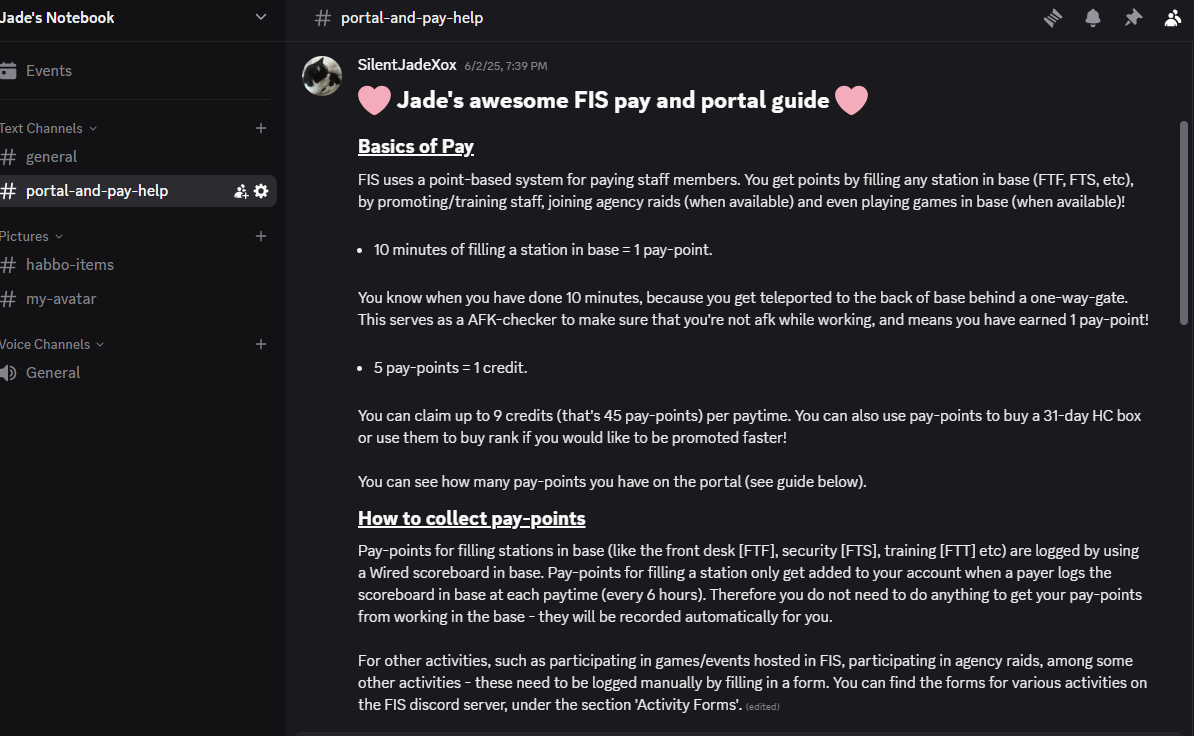 Jade's Notebook
Events
Text Channels
general
portal-and-pay-help
Pictures
habbo-items
my-avatar
Voice Channels
General
portal-and-pay-help
SilentJadeXox 6/2/25, 7:39 PM
Jade's awesome FIS pay and portal guide
Basics of Pay
FIS uses a point-based system for paying staff members. You get points by filling any station in base (FTF, FTS, etc),
by promoting/training staff, joining agency raids (when available) and even playing games in base (when available)!
• 10 minutes of filling a station in base = 1 pay-point.
You know when you have done 10 minutes, because you get teleported to the back of base behind a one-way-gate.
This serves as a AFK-checker to make sure that you're not afk while working, and means you have earned 1 pay-point!
• 5 pay-points = 1 credit.
You can claim up to 9 credits (that's 45 pay-points) per paytime. You can also use pay-points to buy a 31-day HC box
or use them to buy rank if you would like to be promoted faster!
You can see how many pay-points you have on the portal (see guide below).
How to collect pay-points
Pay-points for filling stations in base (like the front desk [FTF], security [FTS], training [FTT] etc) are logged by using
a Wired scoreboard in base. Pay-points for filling a station only get added to your account when a payer logs the
scoreboard in base at each paytime (every 6 hours). Therefore you do not need to do anything to get your pay-points
from working in the base - they will be recorded automatically for you.
For other activities, such as participating in games/events hosted in FIS, participating in agency raids, among some
other activities - these need to be logged manually by filling in a form. You can find the forms for various activities on
the FIS discord server, under the section 'Activity Forms'. (edited)